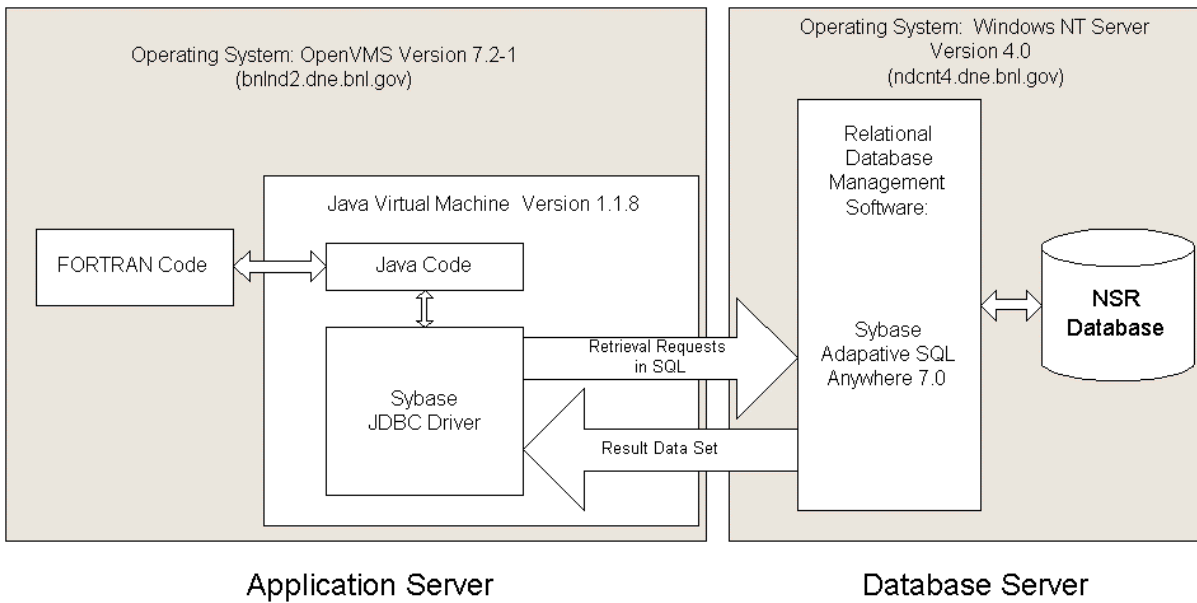 Operating System: OpenVMS Version 7.2-1
(bnlnd2.dne.bnl.gov)
Java Virtual Machine Version 1.1.8
FORTRAN Code
Java Code
Sybase
JDBC Driver
Retrieval Requests
in SQL
Result Data Set
Operating System: Windows NT Server
Version 4.0
(ndcnt4.dne.bnl.gov)
Relational
Database
Management
Software:
Sybase
Adapative SQL
Anywhere 7.0
NSR
Database
Application Server
Database Server